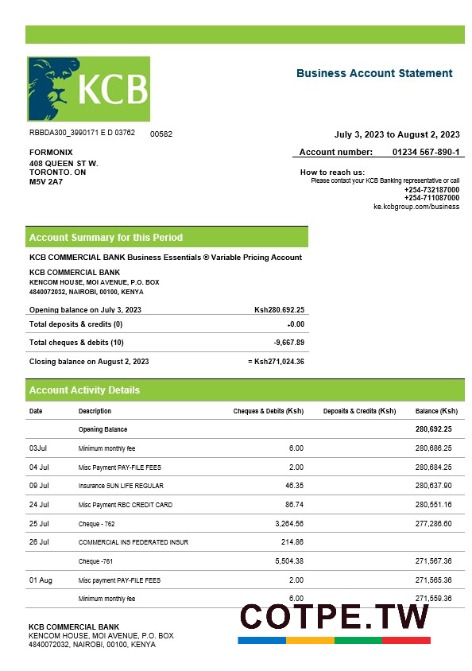 KCB
Business Account Statement
RBBDA300_3990171 E D 03762 00582
July 3, 2023 to August 2, 2023
FORMONIX
Account number: 01234 567-890-1
408 QUEEN ST W.
TORONTO. ON
M5V 2A7
How to reach us:
Please contact your KCB Banking representative or call
+254-732187000
+254-711087000
ke.kcbgroup.com/business
Account Summary for this Period
KCB COMMERCIAL BANK Business Essentials ® Variable Pricing Account
KCB COMMERCIAL BANK
KENCOM HOUSE, MOI AVENUE, P.O. BOX
4840072032, NAIROBI, 00100, KENYA
Opening balance on July 3, 2023 Ksh280.692.25
Total deposits & credits (0) -0.00
Total cheques & debits (10) -9,667.89
Closing balance on August 2, 2023 = Ksh271,024.36
Account Activity Details
Date Description Cheques & Debits (Ksh) Deposits & Credits (Ksh) Balance (Ksh)
Opening Balance 280,692.25
03Jul Minimum monthly fee 6.00 280,686.25
04 Jul Misc Payment PAY-FILE FEES 2.00 280,684.25
09 Jul Insurance SUN LIFE REGULAR 46.35 280,637.90
24 Jul Misc Payment RBC CREDIT CARD 86.74 280,551.16
25 Jul Cheque - 762 3,264.56 277,286.60
26 Jul COMMERCIAL INS FEDERATED INSUR 214.86
Cheque -761 5,504.38 271,567.36
01 Aug Misc payment PAY-FILE FEES 2.00 271,565.36
Minimum monthly fee 6.00 271,559.36
KCB COMMERCIAL BANK
KENCOM HOUSE, MOI AVENUE, P.O. BOX
4840072032, NAIROBI, KENYA
COTPE.TW